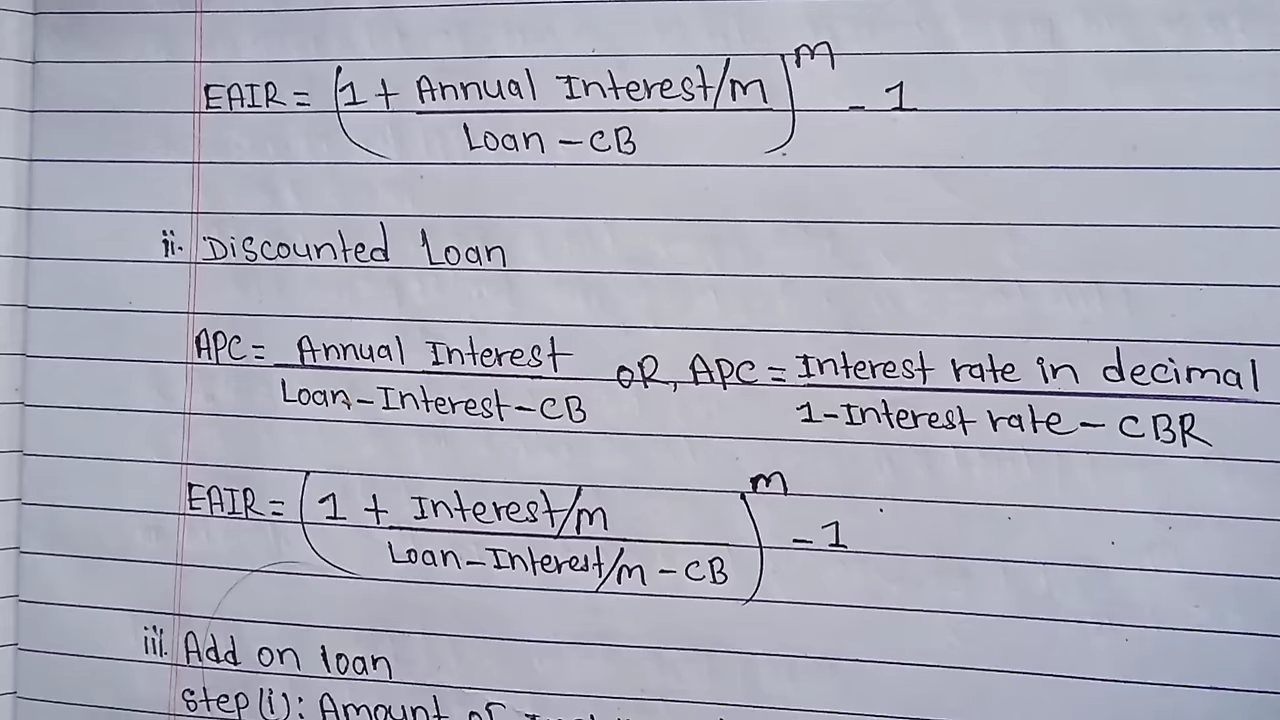 EAIR = (1 + Annual Interest/m / Loan - CB)^m - 1
ii. Discounted Loan
APC = Annual Interest / Loan - Interest - CB OR, APC = Interest rate in decimal / 1 - Interest rate - CBR
EAIR = (1 + Interest/m / Loan - Interest/m - CB)^m - 1
iii. Add on loan
Step(i): Amount of